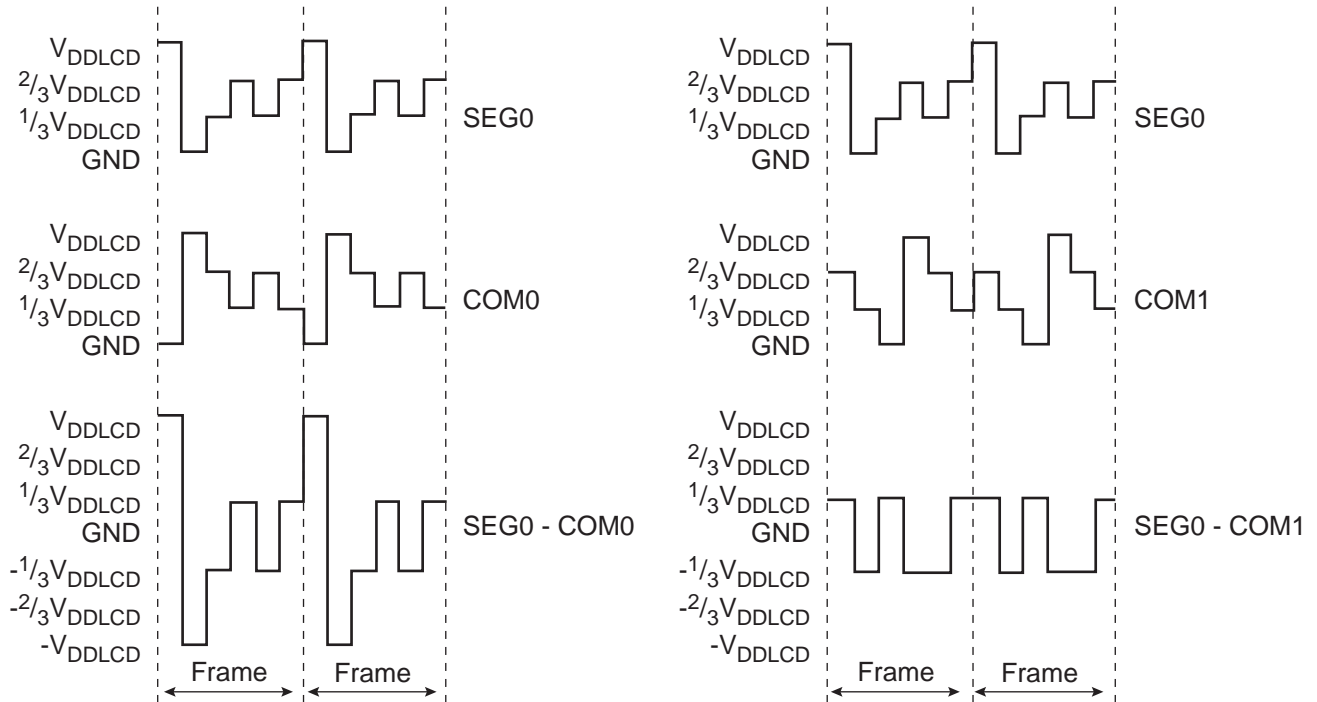 VDDLCD
2/3VDDLCD
1/3VDDLCD
GND
SEG0
VDDLCD
2/3VDDLCD
1/3VDDLCD
GND
COM0
VDDLCD
2/3VDDLCD
1/3VDDLCD
GND
-1/3VDDLCD
-2/3VDDLCD
-VDDLCD
SEG0 - COM0
Frame
Frame
VDDLCD
2/3VDDLCD
1/3VDDLCD
GND
SEG0
VDDLCD
2/3VDDLCD
1/3VDDLCD
GND
COM1
VDDLCD
2/3VDDLCD
1/3VDDLCD
GND
-1/3VDDLCD
-2/3VDDLCD
-VDDLCD
SEG0 - COM1
Frame
Frame